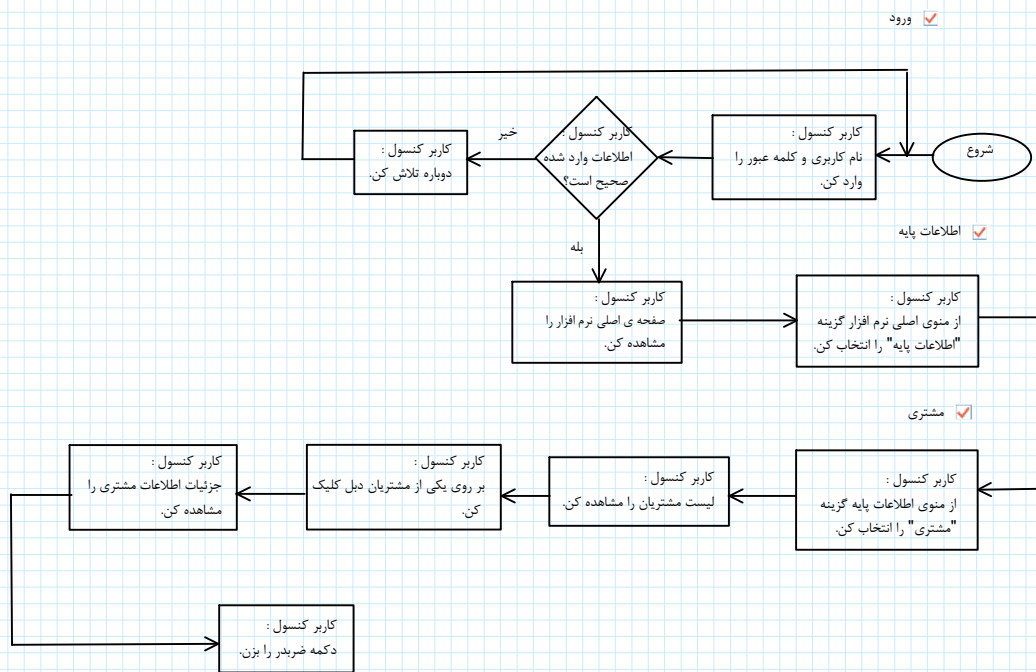 ورود
شروع
کاربر کنسول :
نام کاربری و کلمه عبور را
وارد کن.
کاربر کنسول :
اطلاعات وارد شده
صحیح است؟
خیر
کاربر کنسول :
دوباره تلاش کن.
بله
اطلاعات پایه
کاربر کنسول :
صفحه ی اصلی نرم افزار را
مشاهده کن.
کاربر کنسول :
از منوی اصلی نرم افزار گزینه
"اطلاعات پایه" را انتخاب کن.
مشتری
کاربر کنسول :
از منوی اطلاعات پایه گزینه
"مشتری" را انتخاب کن.
کاربر کنسول :
لیست مشتریان را مشاهده کن.
کاربر کنسول :
بر روی یکی از مشتریان دبل کلیک
کن.
کاربر کنسول :
جزئیات اطلاعات مشتری را
مشاهده کن.
کاربر کنسول :
دکمه ضربدر را بزن.